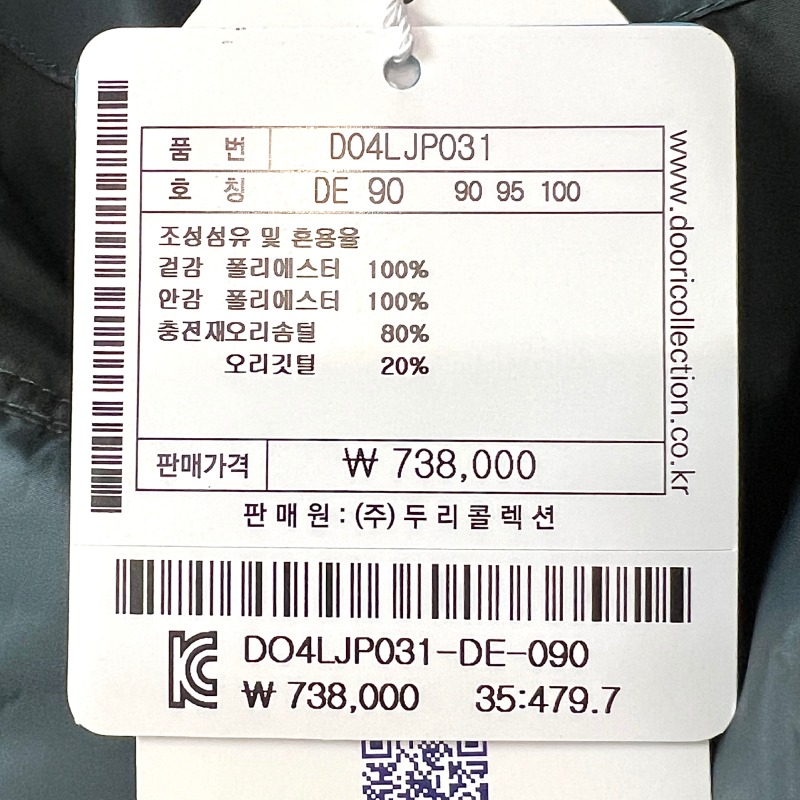 품 번 DO4LJP031
호 칭 DE 90 90 95 100
조성섬유 및 혼용율
겉감 폴리에스터 100%
안감 폴리에스터 100%
충전재오리솜털 80%
오리깃털 20%
판매가격 ₩ 738,000
판 매 원 : (주) 두 리 콜 렉 션
www.dooricollection.co.kr
KC DO4LJP031-DE-090
₩ 738,000 35:479.7